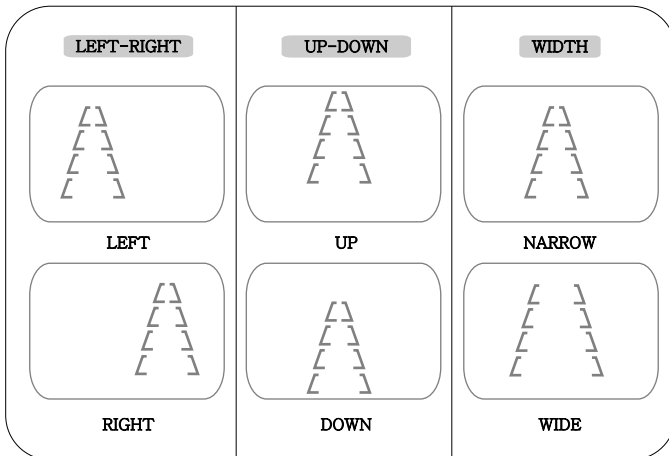 LEFT-RIGHT
UP-DOWN
WIDTH
LEFT
UP
NARROW
RIGHT
DOWN
WIDE